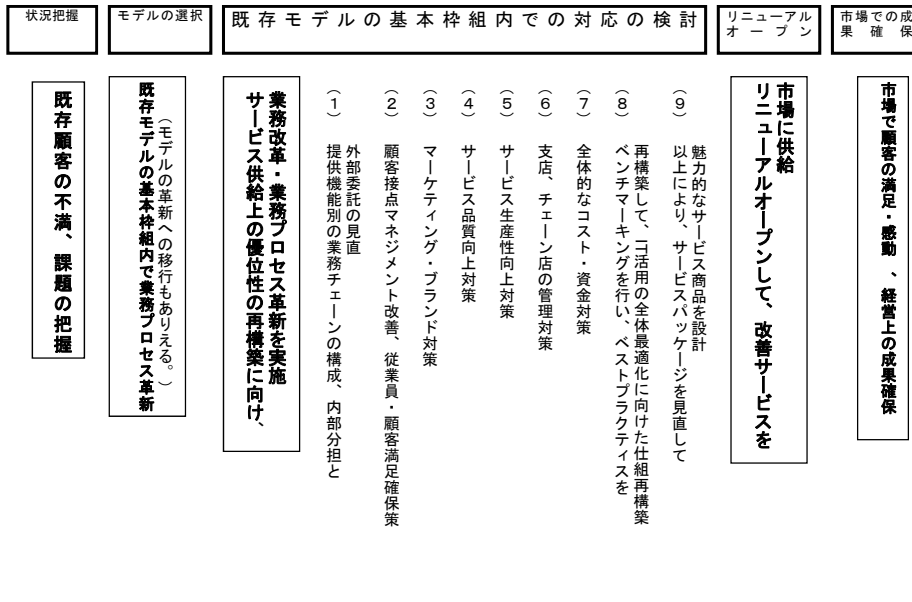 状況把握
モデルの選択
既存モデルの基本枠組内での対応の検討
リニューアル
オープン
市場での成
果確保
既存顧客の不満、課題の把握
既存モデルの基本枠組内で業務プロセス革新
（モデルの革新への移行もありえる。）
業務改革・業務プロセス革新を実施
サービス供給上の優位性の再構築に向け、
（1） 提供機能別の業務チェーンの構成、内部分担と
外部委託の見直
（2） 顧客接点マネジメント改善、従業員・顧客満足確保策
（3） マーケティング・ブランド対策
（4） サービス品質向上対策
（5） サービス生産性向上対策
（6） 支店、チェーン店の管理対策
（7） 全体的なコスト・資金対策
（8） ベンチマーキングを行い、ベストプラクティスを
再構築して、IT活用の全体最適化に向けた仕組再構築
（9） 以上により、サービスパッケージを見直して
魅力的なサービス商品を設計
市場に供給
リニューアルオープンして、改善サービスを
市場で顧客の満足・感動 、経営上の成果確保